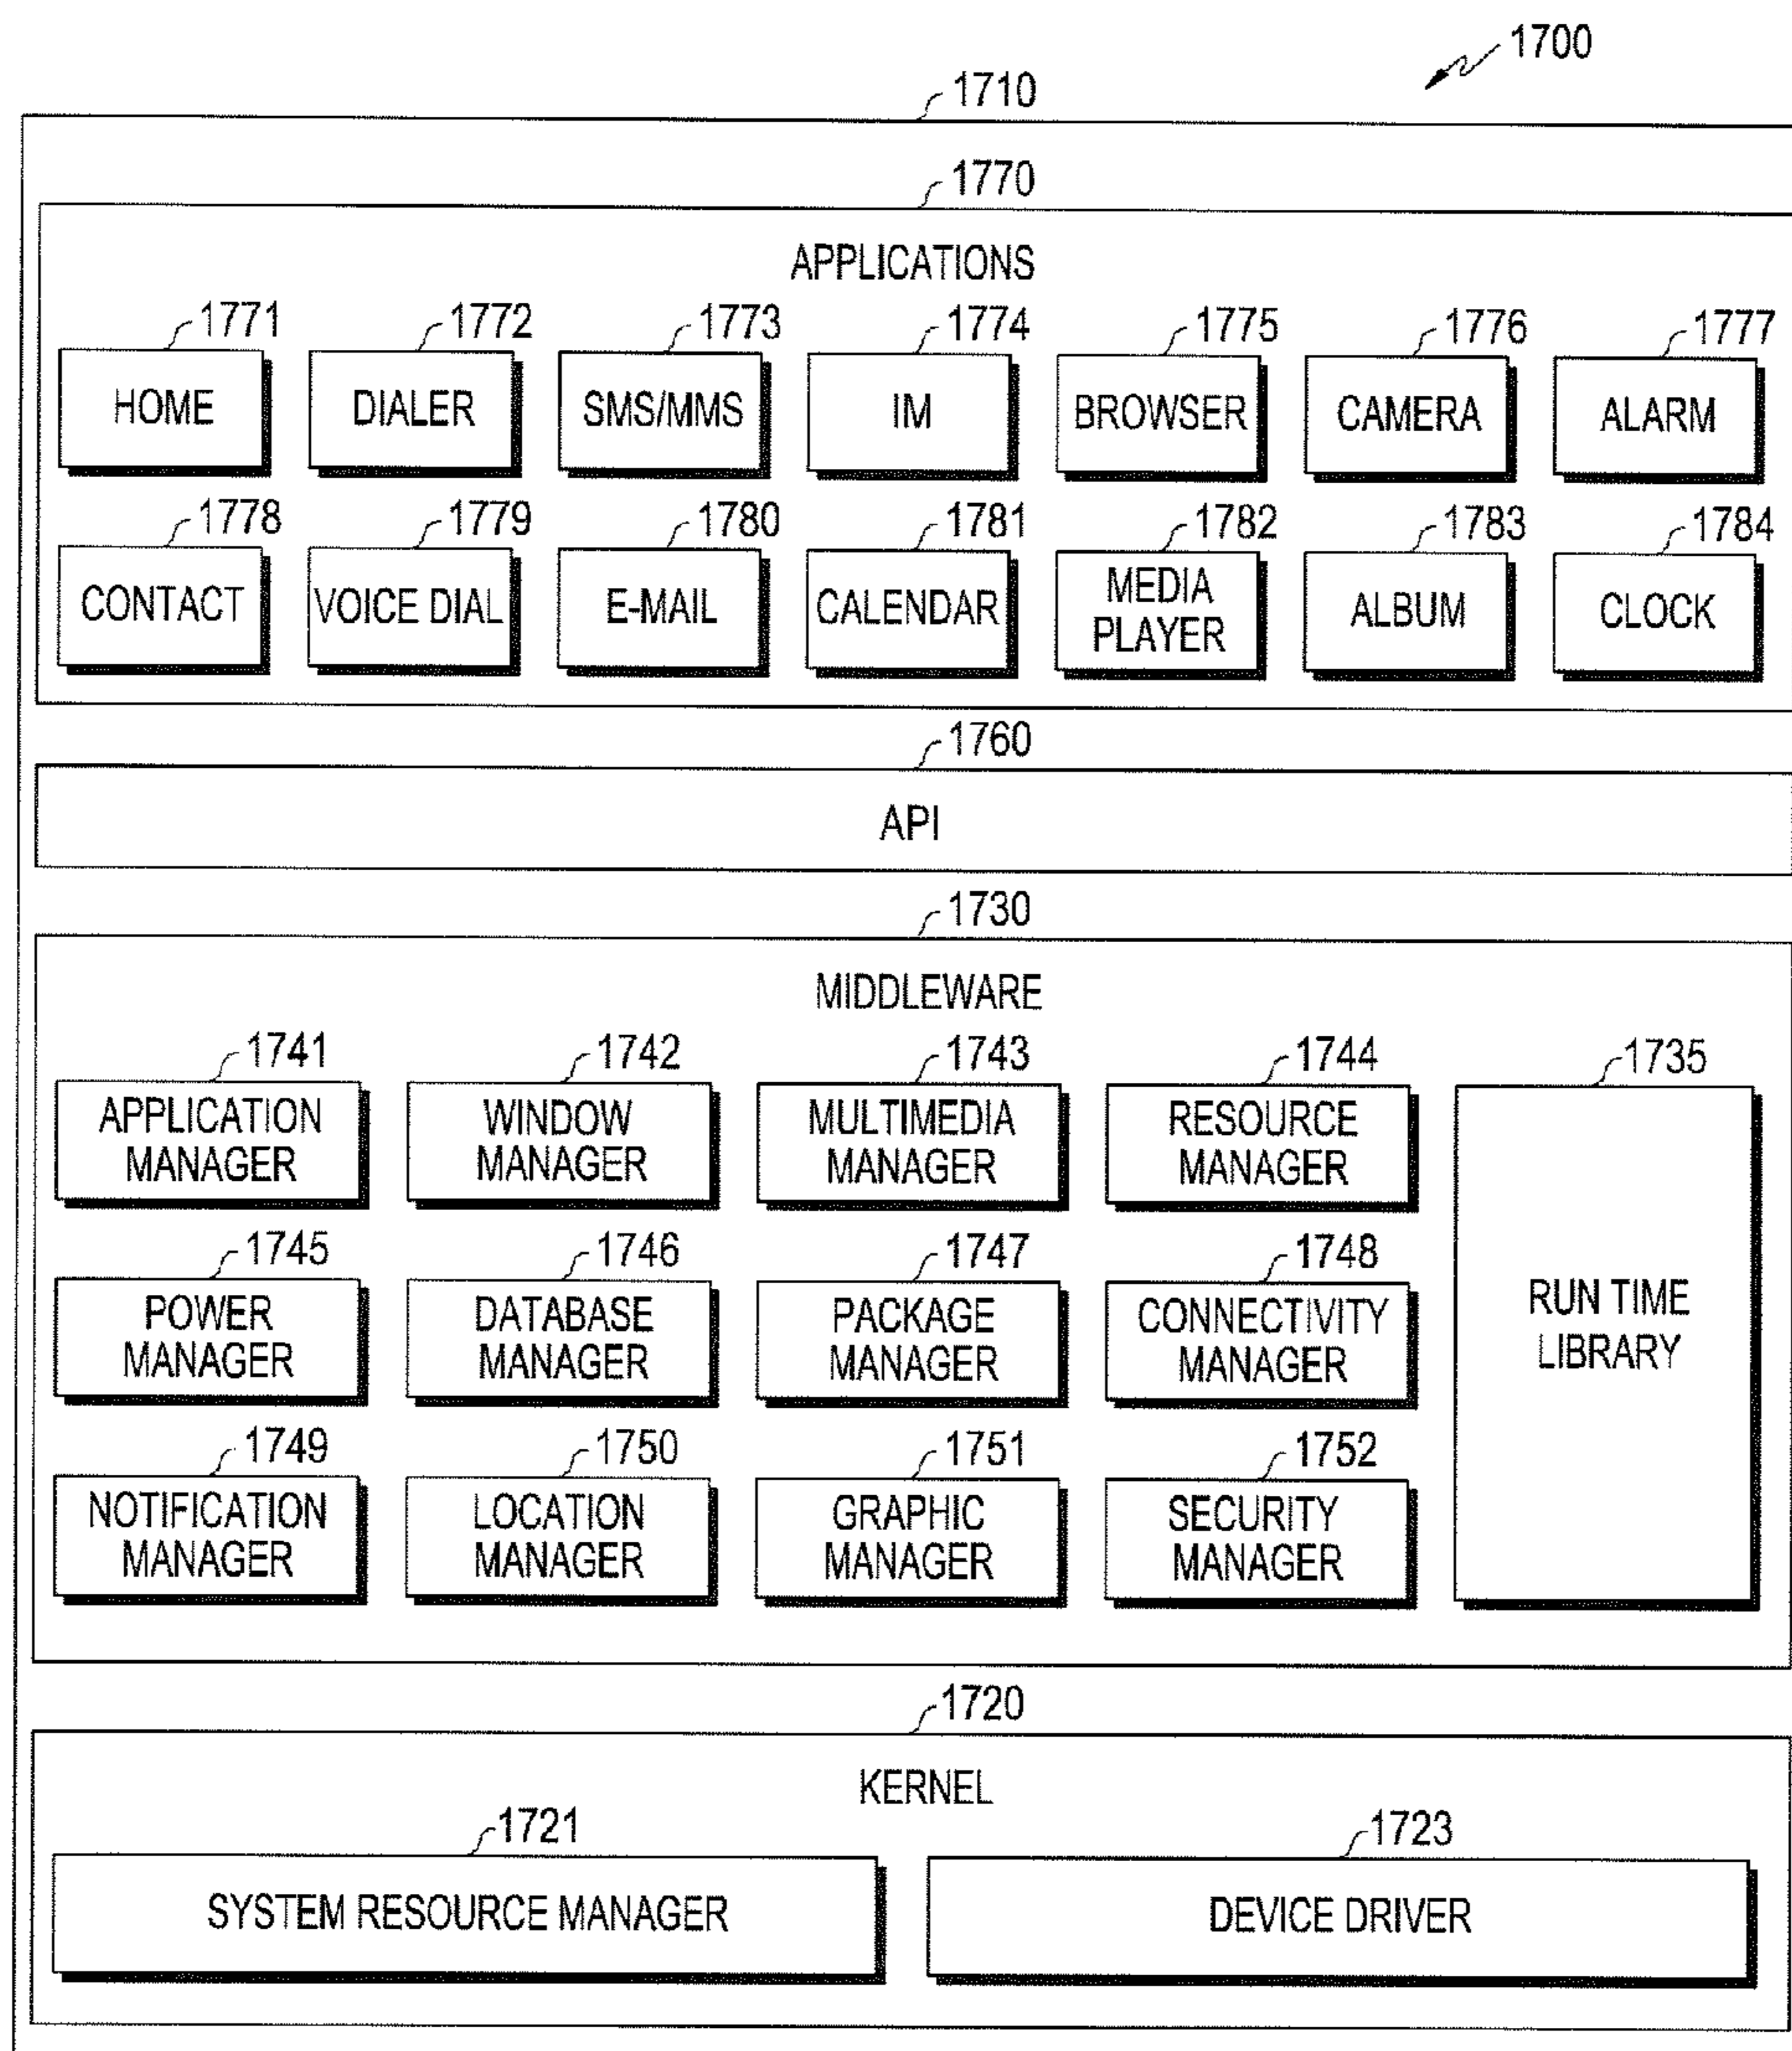 1700
1710
1770
APPLICATIONS
1771 1772 1773 1774 1775 1776 1777
HOME DIALER SMS/MMS IM BROWSER CAMERA ALARM
1778 1779 1780 1781 1782 1783 1784
CONTACT VOICE DIAL E-MAIL CALENDAR MEDIA PLAYER ALBUM CLOCK
1760
API
1730
MIDDLEWARE
1741 1742 1743 1744 1735
APPLICATION MANAGER WINDOW MANAGER MULTIMEDIA MANAGER RESOURCE MANAGER
1745 1746 1747 1748
POWER MANAGER DATABASE MANAGER PACKAGE MANAGER CONNECTIVITY MANAGER RUN TIME LIBRARY
1749 1750 1751 1752
NOTIFICATION MANAGER LOCATION MANAGER GRAPHIC MANAGER SECURITY MANAGER
1720
KERNEL
1721 1723
SYSTEM RESOURCE MANAGER DEVICE DRIVER